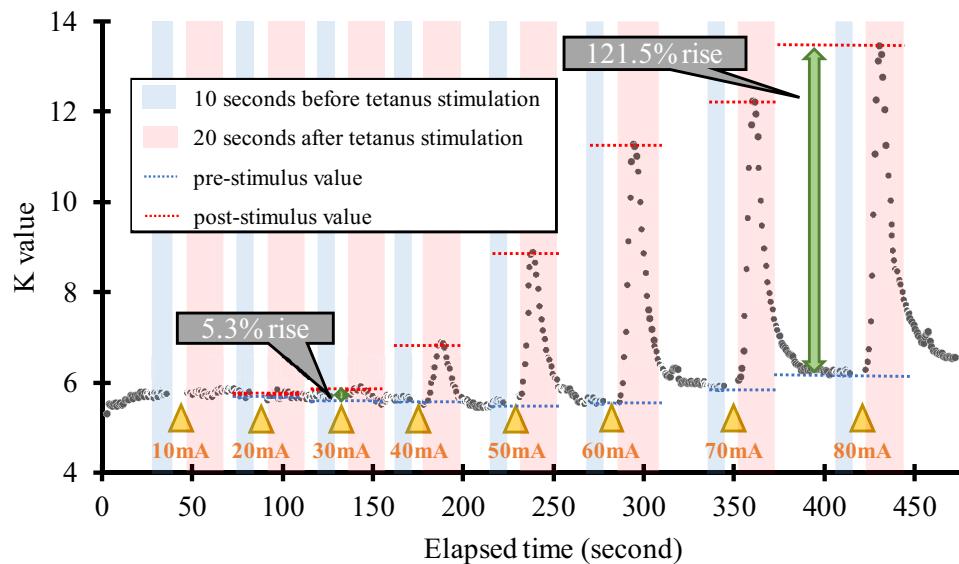 14
12
10
8
6
4
K value
10 seconds before tetanus stimulation
20 seconds after tetanus stimulation
pre-stimulus value
post-stimulus value
121.5% rise
5.3% rise
10mA
20mA
30mA
40mA
50mA
60mA
70mA
80mA
0
50
100
150
200
250
300
350
400
450
Elapsed time (second)